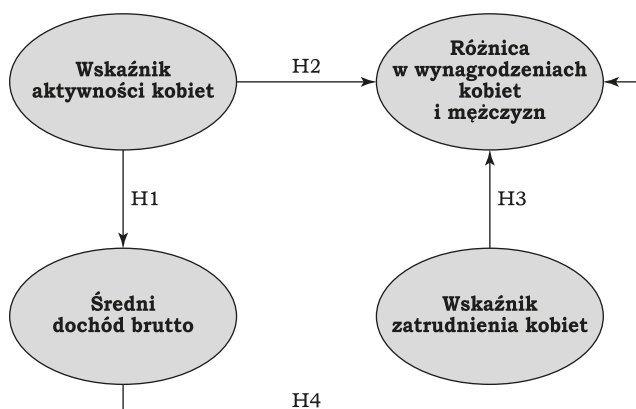 Wskaźnik
aktywności kobiet
H2
Różnica
w wynagrodzeniach
kobiet
i mężczyzn
H1
H3
Średni
dochód brutto
Wskaźnik
zatrudnienia kobiet
H4